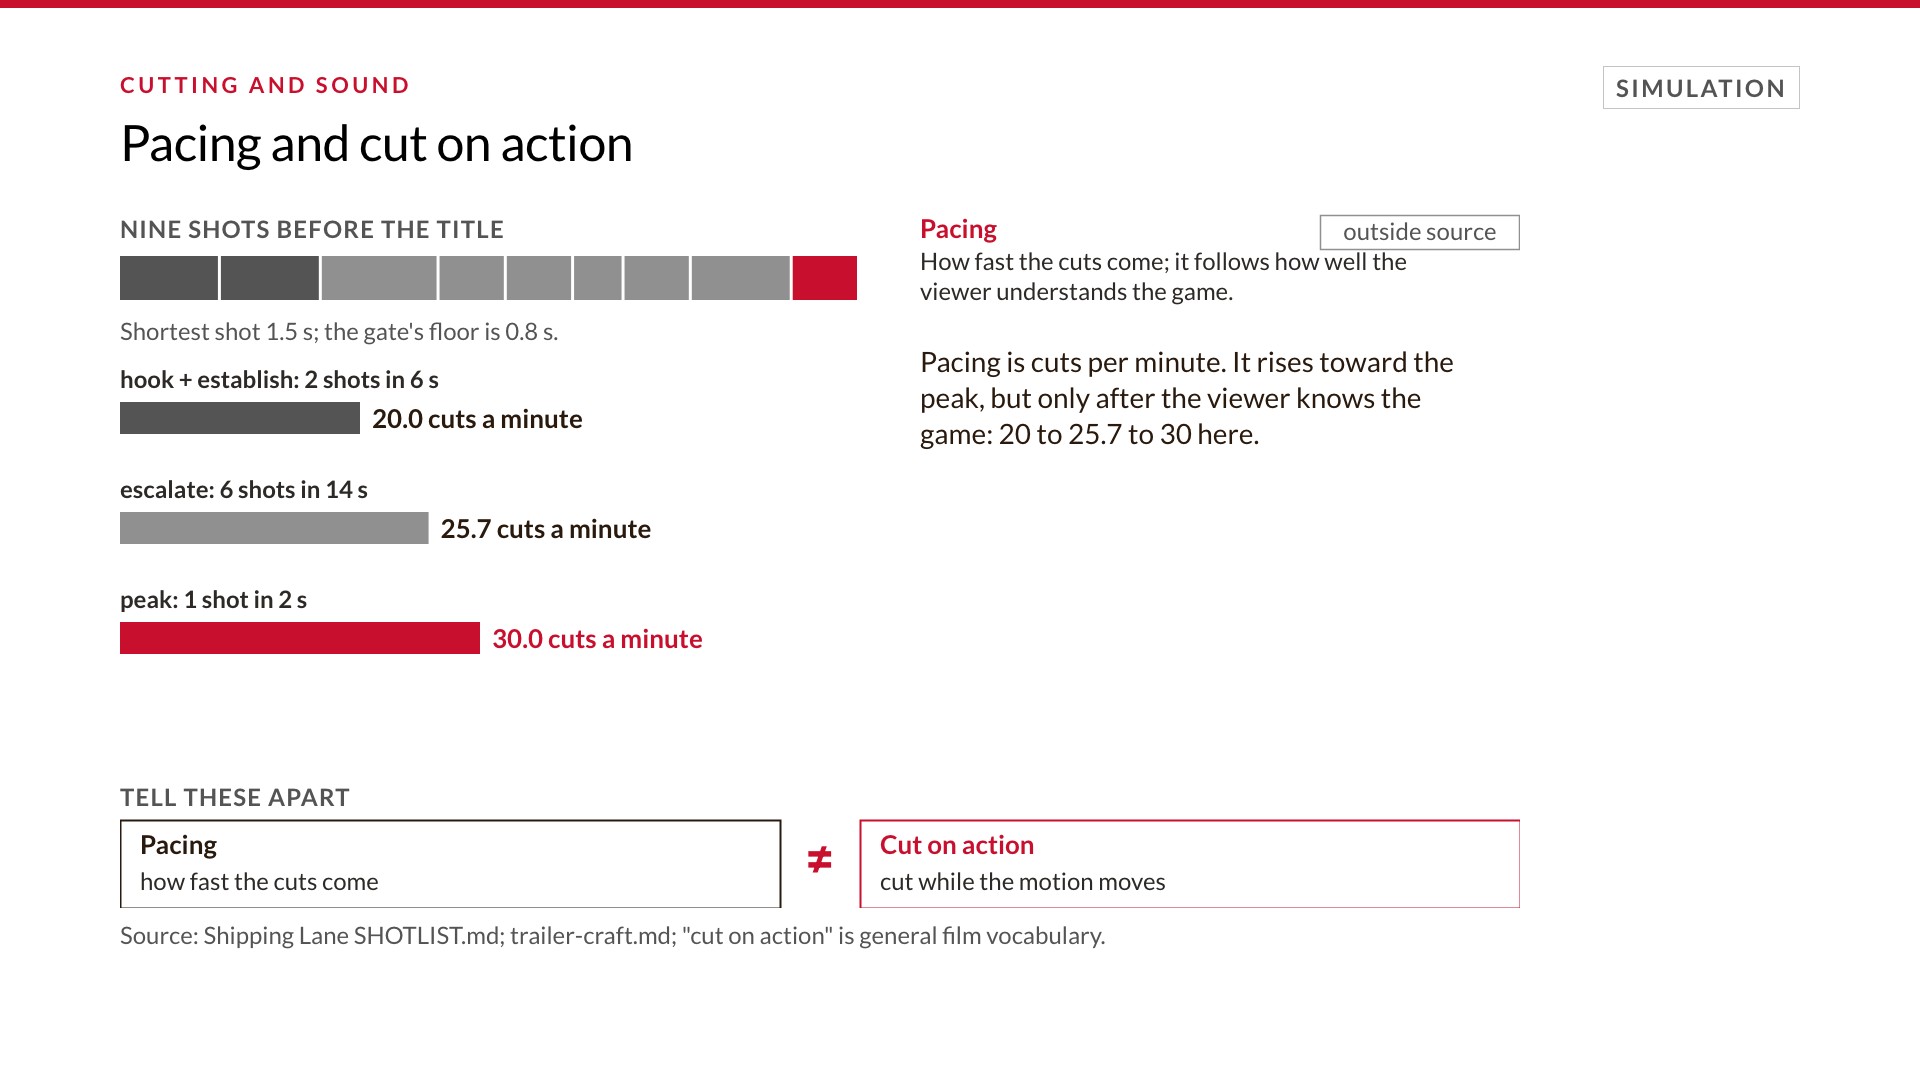 CUTTING AND SOUND
SIMULATION
Pacing and cut on action
NINE SHOTS BEFORE THE TITLE
Shortest shot 1.5 s; the gate's floor is 0.8 s.
hook + establish: 2 shots in 6 s
20.0 cuts a minute
escalate: 6 shots in 14 s
25.7 cuts a minute
peak: 1 shot in 2 s
30.0 cuts a minute
Pacing
outside source
How fast the cuts come; it follows how well the
viewer understands the game.
Pacing is cuts per minute. It rises toward the
peak, but only after the viewer knows the
game: 20 to 25.7 to 30 here.
TELL THESE APART
Pacing
how fast the cuts come
≠
Cut on action
cut while the motion moves
Source: Shipping Lane SHOTLIST.md; trailer-craft.md; "cut on action" is general film vocabulary.